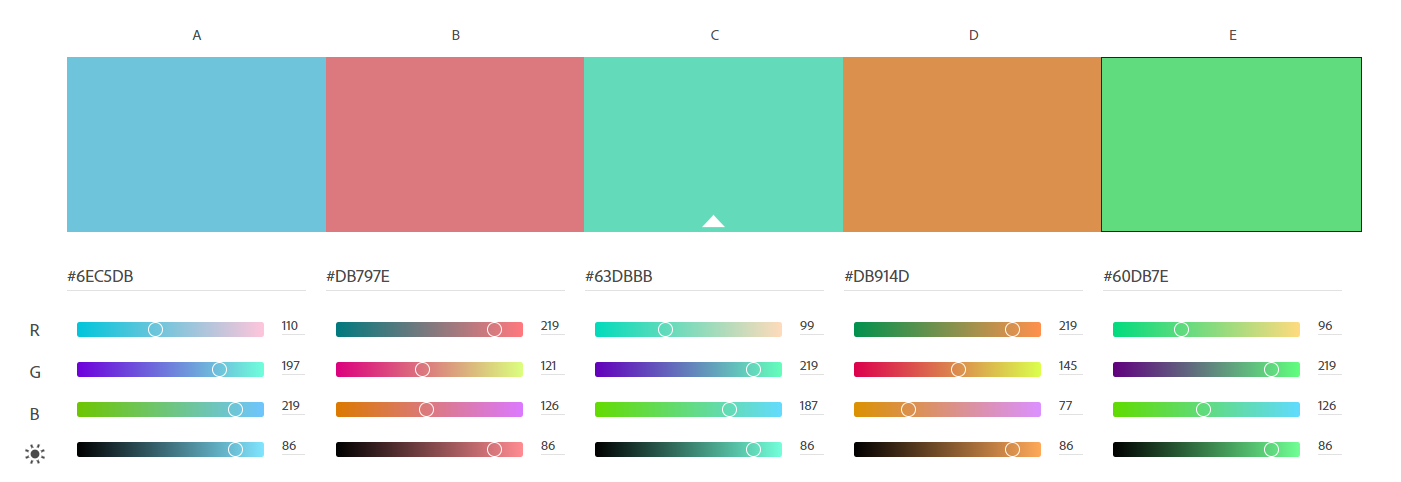 A B C D E
#6EC5DB #DB797E #63DBBB #DB914D #60DB7E
R 110 219 99 219 96
G 197 121 219 145 219
B 219 126 187 77 126
86 86 86 86 86